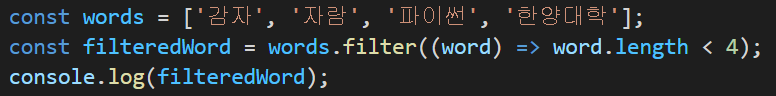 const words = ['감자', '자람', '파이썬', '한양대학'];
const filteredWord = words.filter((word) => word.length < 4);
console.log(filteredWord);